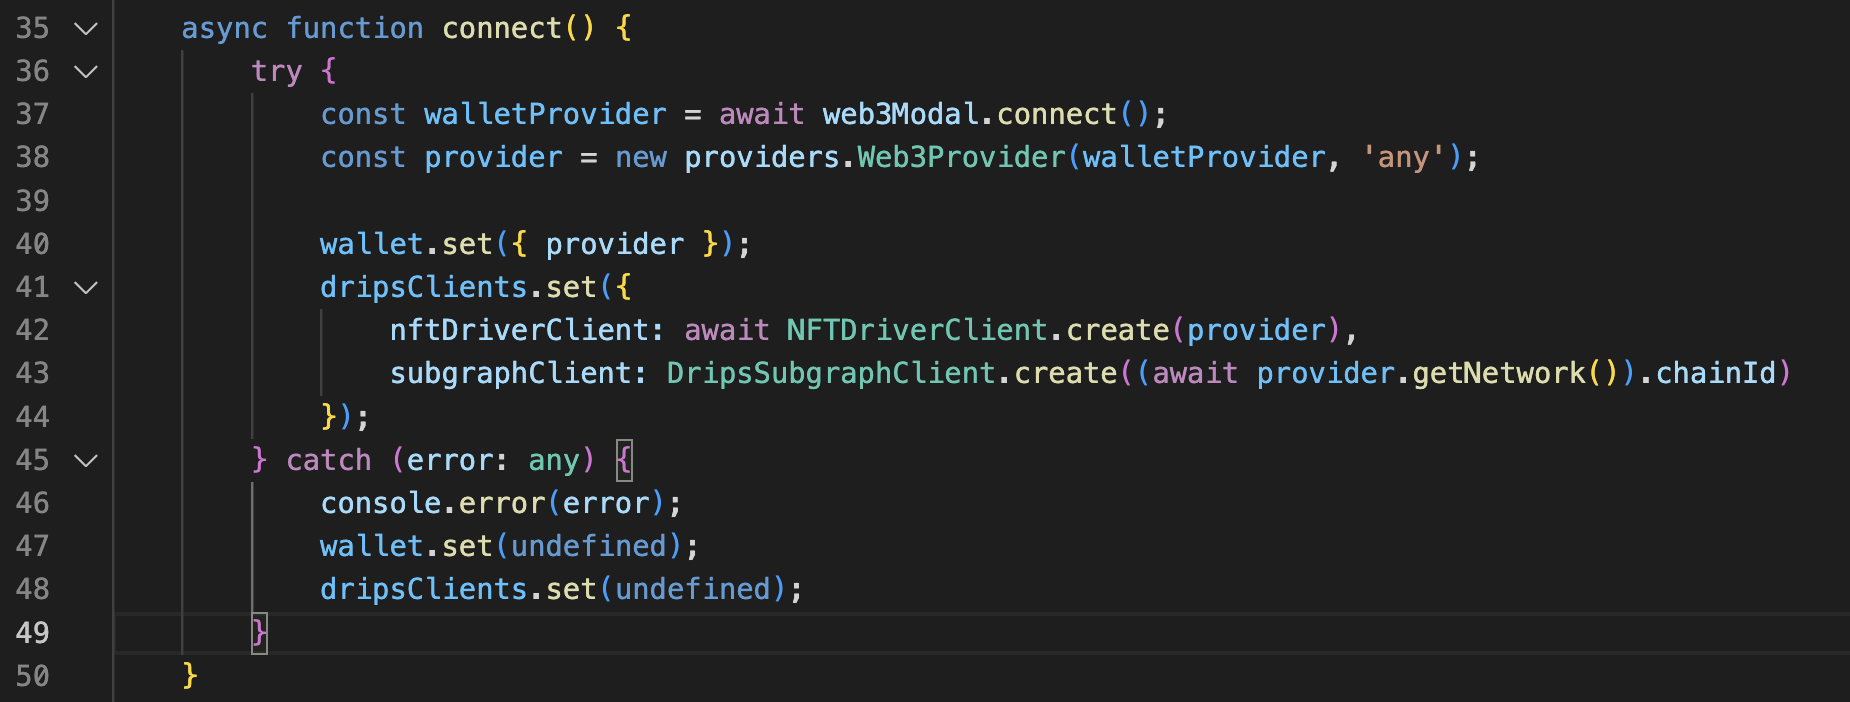 35 async function connect() {
36 try {
37 const walletProvider = await web3Modal.connect();
38 const provider = new providers.Web3Provider(walletProvider, 'any');
39
40 wallet.set({ provider });
41 dripsClients.set({
42 nftDriverClient: await NFTDriverClient.create(provider),
43 subgraphClient: DripsSubgraphClient.create((await provider.getNetwork()).chainId)
44 });
45 } catch (error: any) {
46 console.error(error);
47 wallet.set(undefined);
48 dripsClients.set(undefined);
49 }
50 }